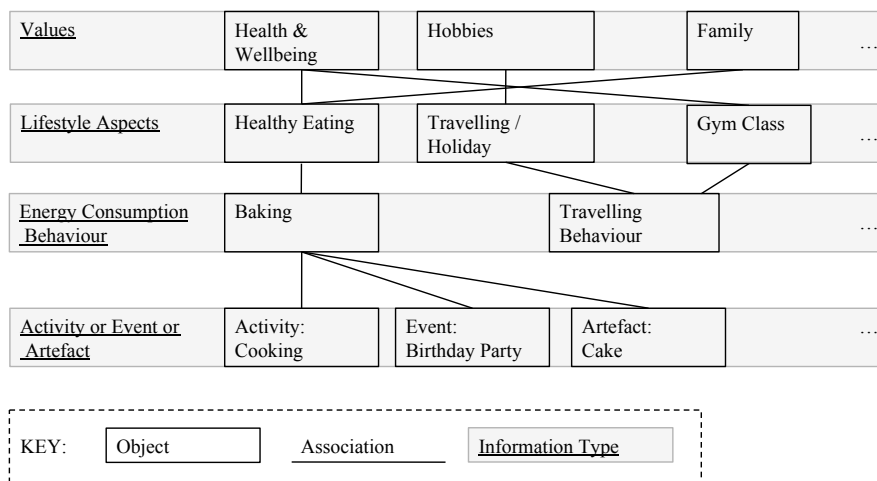 Values
Health &
Wellbeing
Hobbies
Family
...
Lifestyle Aspects
Healthy Eating
Travelling /
Holiday
Gym Class
...
Energy Consumption
Behaviour
Baking
Travelling
Behaviour
...
Activity or Event or
Artefact
Activity:
Cooking
Event:
Birthday Party
Artefact:
Cake
...
KEY:
Object
Association
Information Type